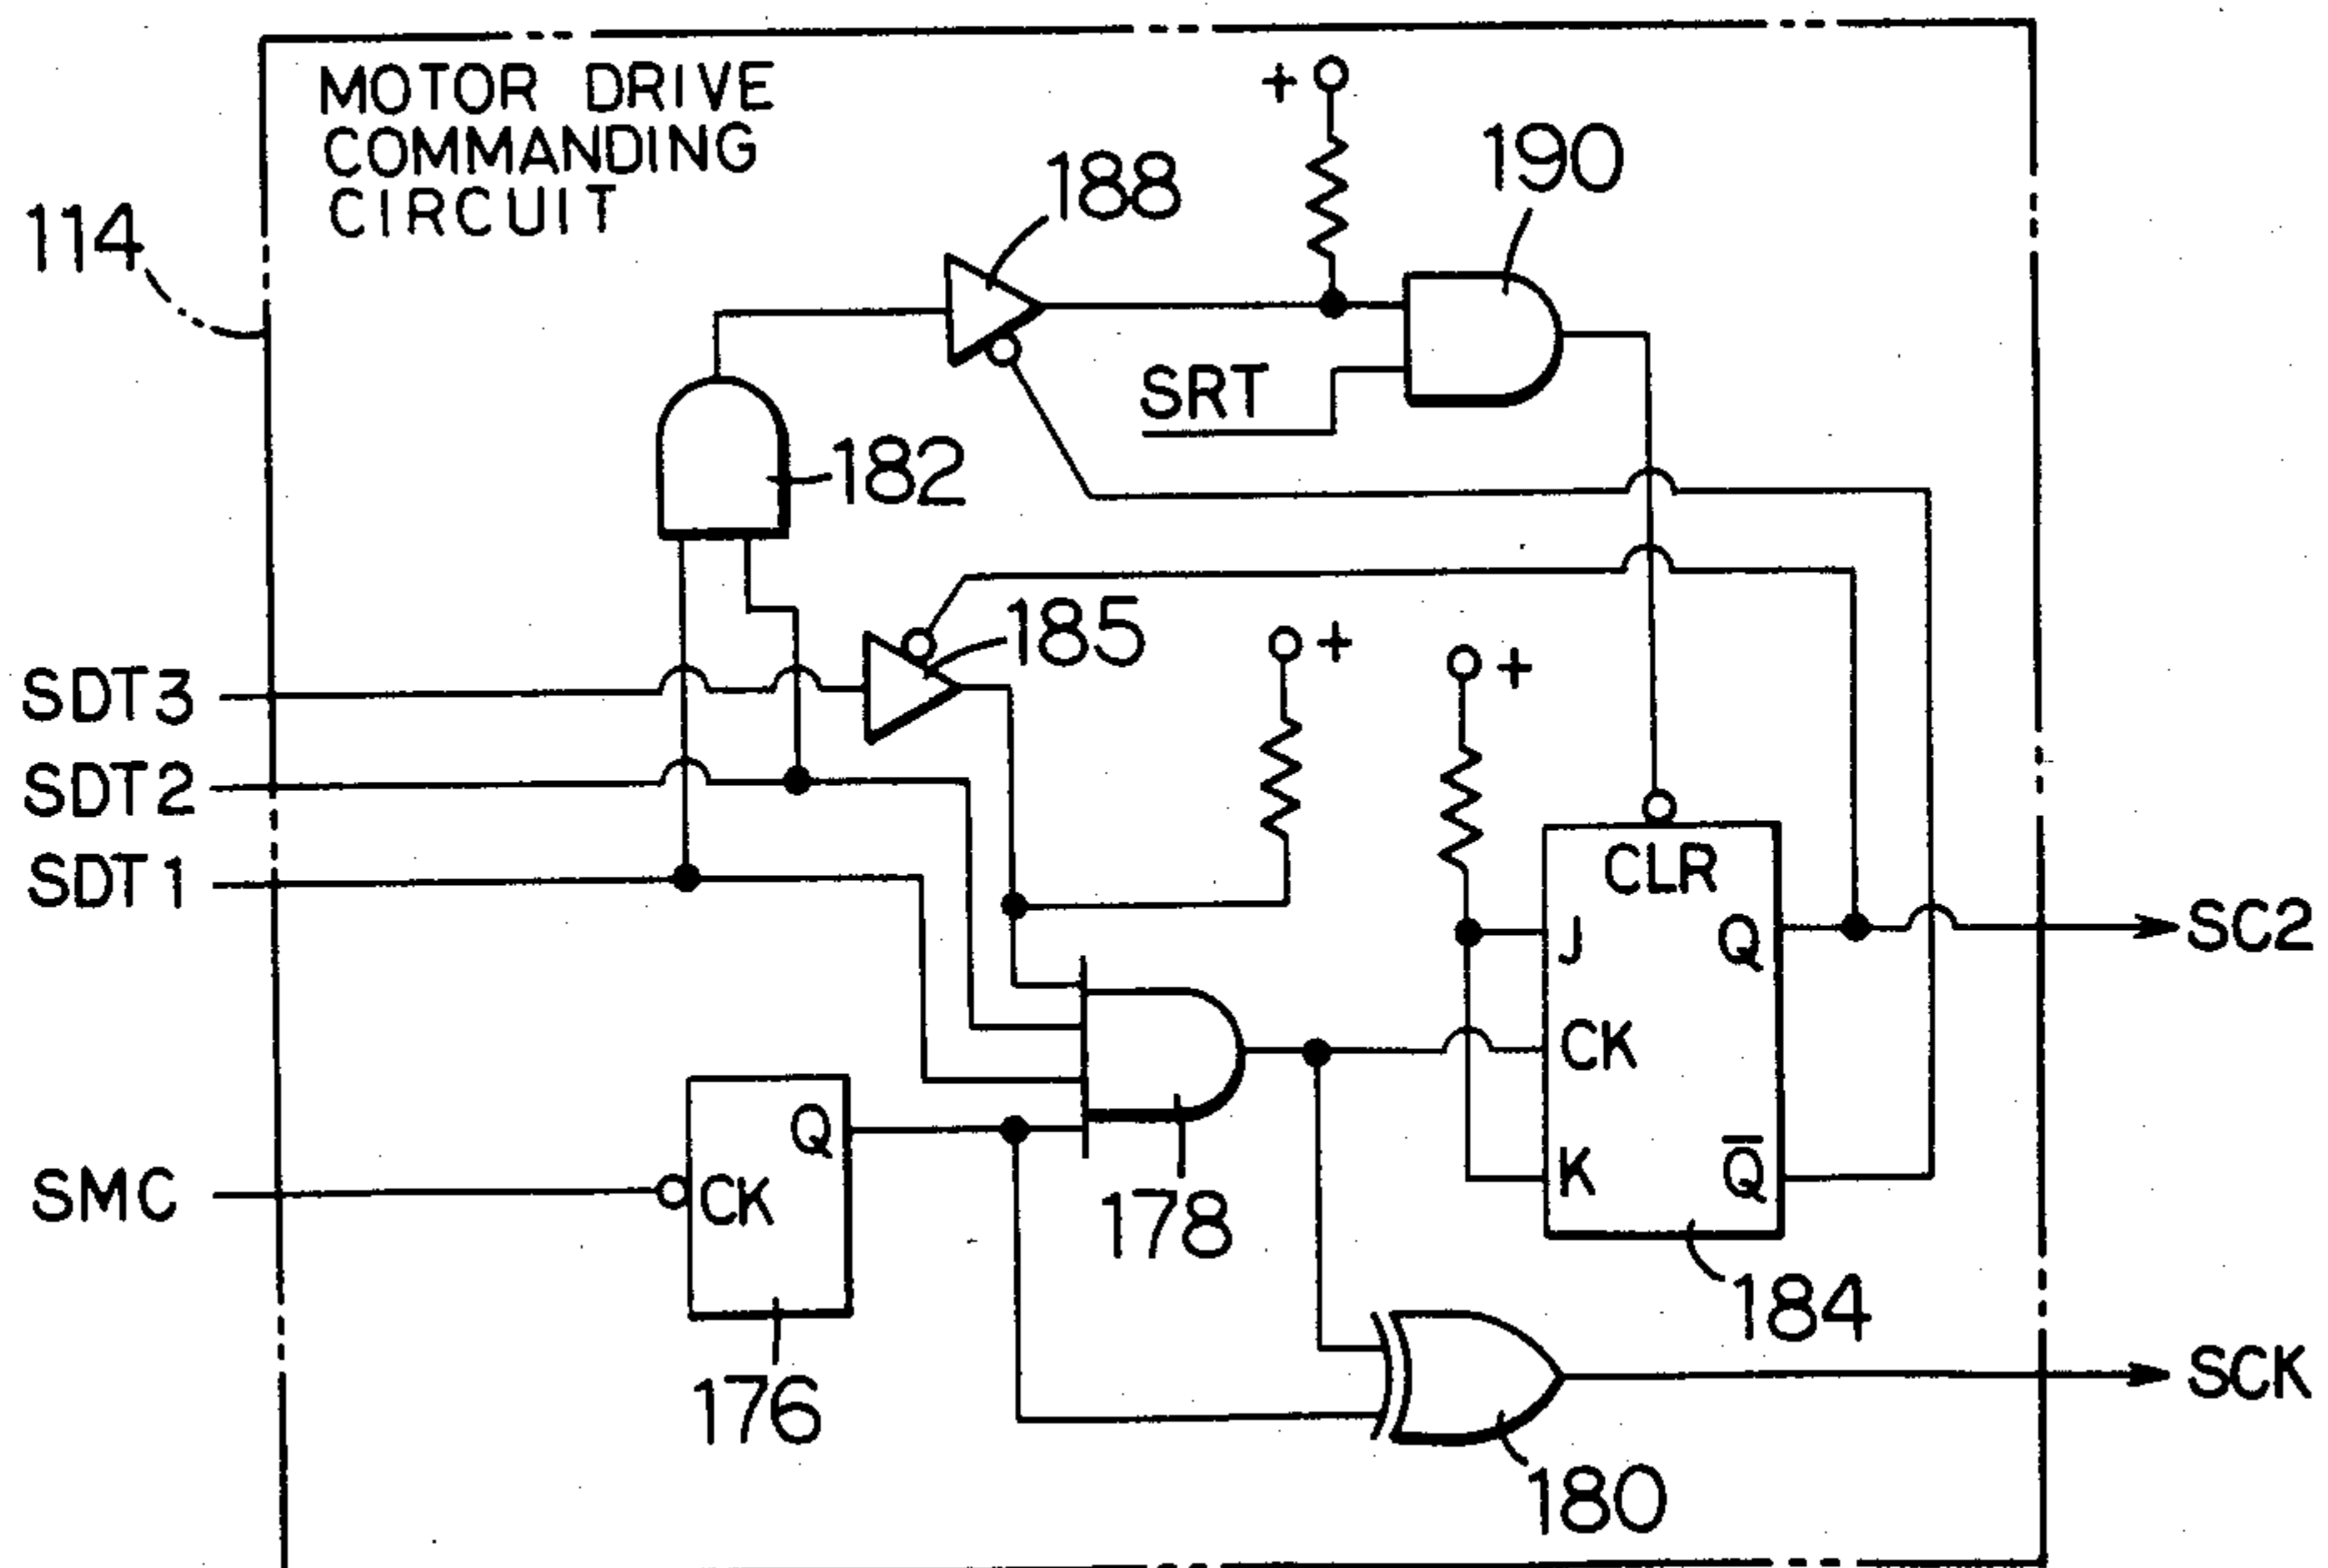 MOTOR DRIVE
COMMANDING
CIRCUIT
114
188
+
190
SRT
182
185
+
+
SDT3
SDT2
SDT1
SMC
CK
Q
176
178
CLR
J
Q
CK
K
Q̅
184
SC2
SCK
180